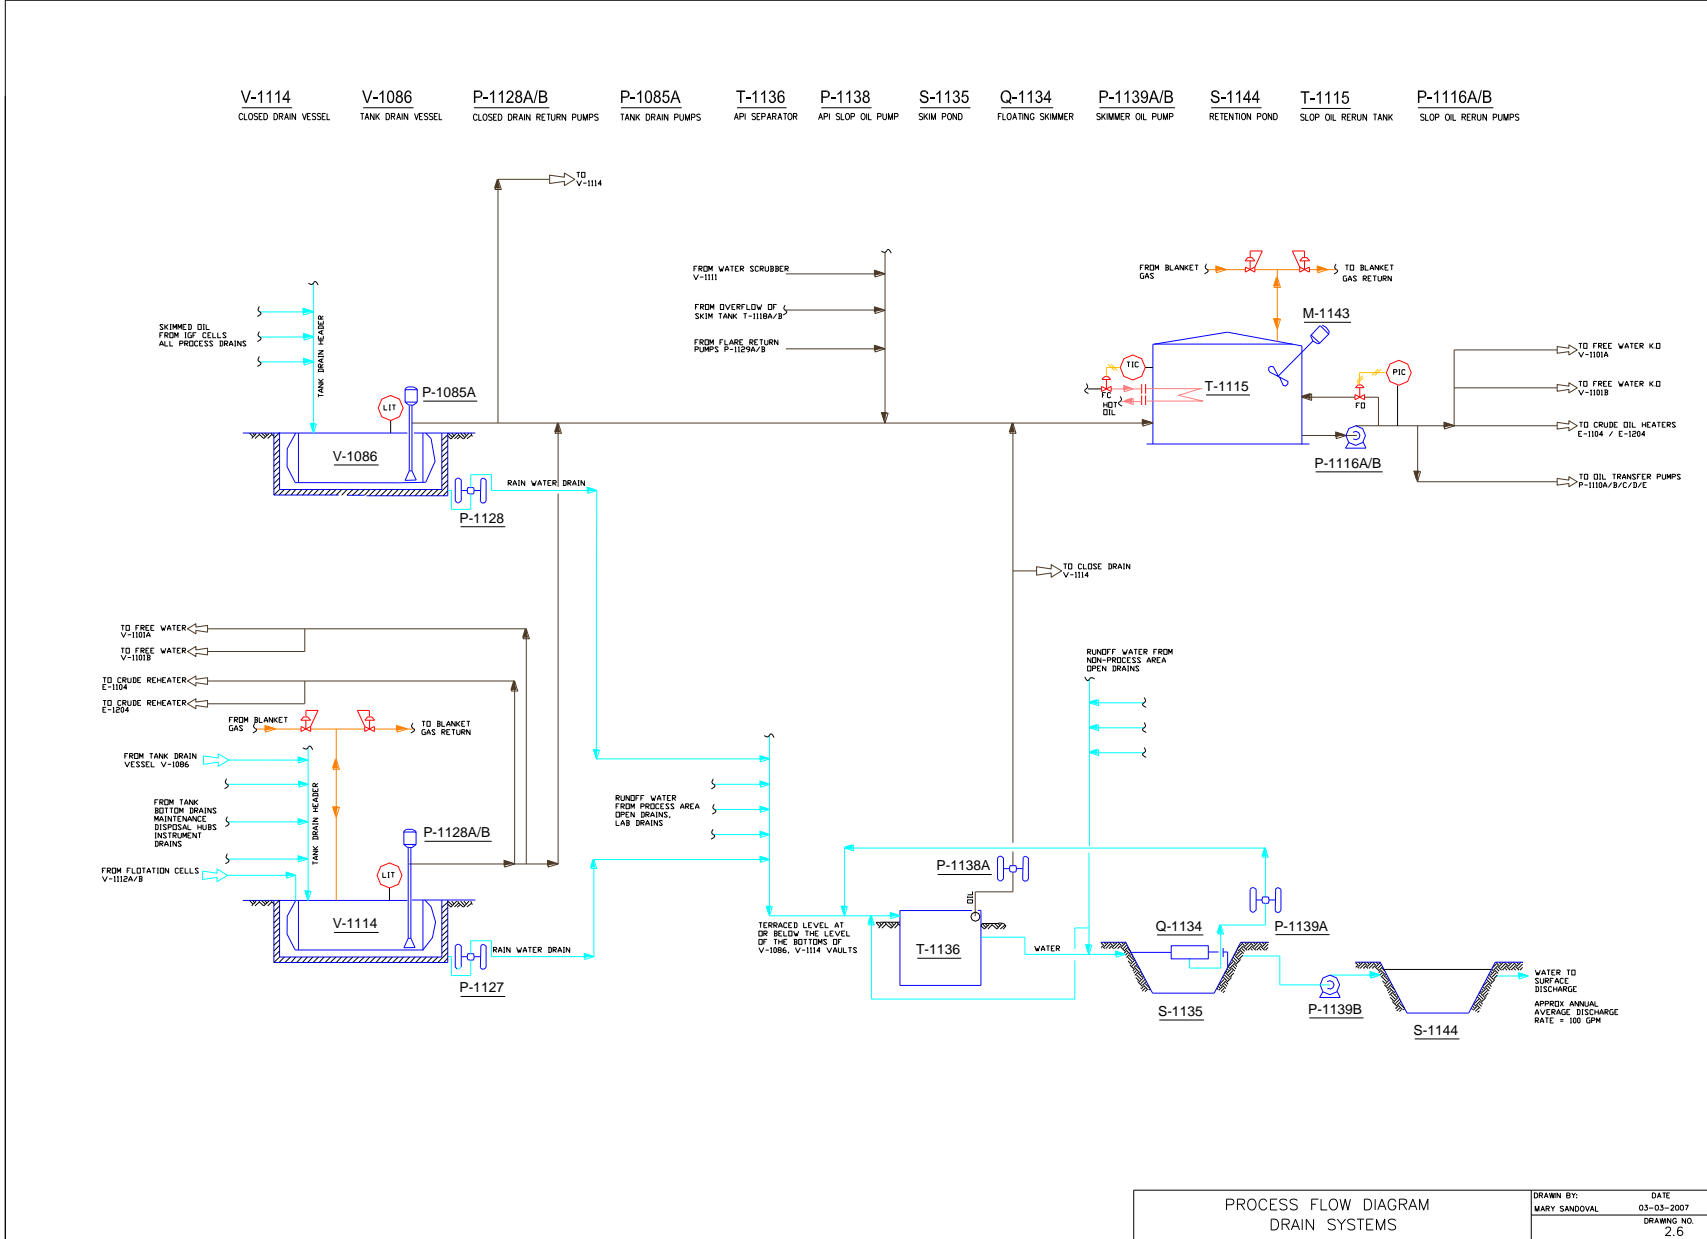 V-1114
CLOSED DRAIN VESSEL
V-1086
TANK DRAIN VESSEL
P-1128A/B
CLOSED DRAIN RETURN PUMPS
P-1085A
TANK DRAIN PUMPS
T-1136
API SEPARATOR
P-1138
API SLOP OIL PUMP
S-1135
SKIM POND
Q-1134
FLOATING SKIMMER
P-1139A/B
SKIMMER OIL PUMP
S-1144
RETENTION POND
T-1115
SLOP OIL RERUN TANK
P-1116A/B
SLOP OIL RERUN PUMPS
TO
V-1114
FROM WATER SCRUBBER
V-1111
FROM OVERFLOW OF
SKIM TANK T-1118A/B
FROM FLARE RETURN
PUMPS P-1129A/B
FROM BLANKET
GAS
TO BLANKET
GAS RETURN
M-1143
SKIMMED OIL
FROM IGF CELLS
ALL PROCESS DRAINS
TANK DRAIN HEADER
P-1085A
LIT
V-1086
RAIN WATER DRAIN
P-1128
TIC
FC
HOT
OIL
T-1115
PIC
FO
P-1116A/B
TO FREE WATER K.O
V-1101A
TO FREE WATER K.O
V-1101B
TO CRUDE OIL HEATERS
E-1104 / E-1204
TO OIL TRANSFER PUMPS
P-1110A/B/C/D/E
TO CLOSE DRAIN
V-1114
TO FREE WATER
V-1101A
TO FREE WATER
V-1101B
TO CRUDE REHEATER
E-1104
TO CRUDE REHEATER
E-1204
FROM BLANKET
GAS
TO BLANKET
GAS RETURN
FROM TANK DRAIN
VESSEL V-1086
FROM TANK
BOTTOM DRAINS
MAINTENANCE
DISPOSAL HUBS
INSTRUMENT
DRAINS
FROM FLOTATION CELLS
V-1112A/B
TANK DRAIN HEADER
P-1128A/B
LIT
V-1114
RAIN WATER DRAIN
P-1127
RUNOFF WATER
FROM PROCESS AREA
OPEN DRAINS,
LAB DRAINS
RUNOFF WATER FROM
NON-PROCESS AREA
OPEN DRAINS
TERRACED LEVEL AT
OR BELOW THE LEVEL
OF THE BOTTOMS OF
V-1086, V-1114 VAULTS
P-1138A
OIL
T-1136
WATER
Q-1134
P-1139A
S-1135
P-1139B
S-1144
WATER TO
SURFACE
DISCHARGE
APPROX ANNUAL
AVERAGE DISCHARGE
RATE = 100 GPM
PROCESS FLOW DIAGRAM
DRAIN SYSTEMS
DRAWN BY:
MARY SANDOVAL
DATE
03-03-2007
DRAWING NO.
2.6